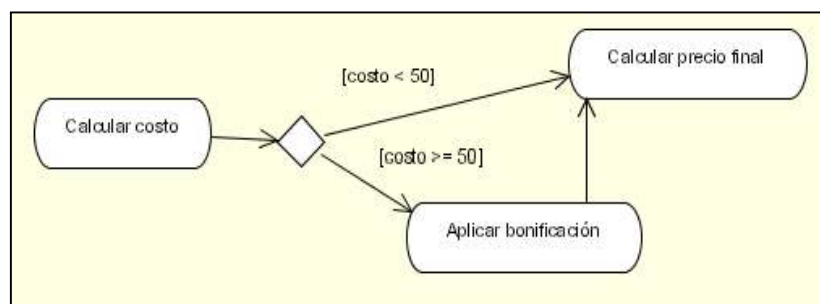 Calcular precio final
[costo < 50]
Calcular costo
[costo >= 50]
Aplicar bonificación